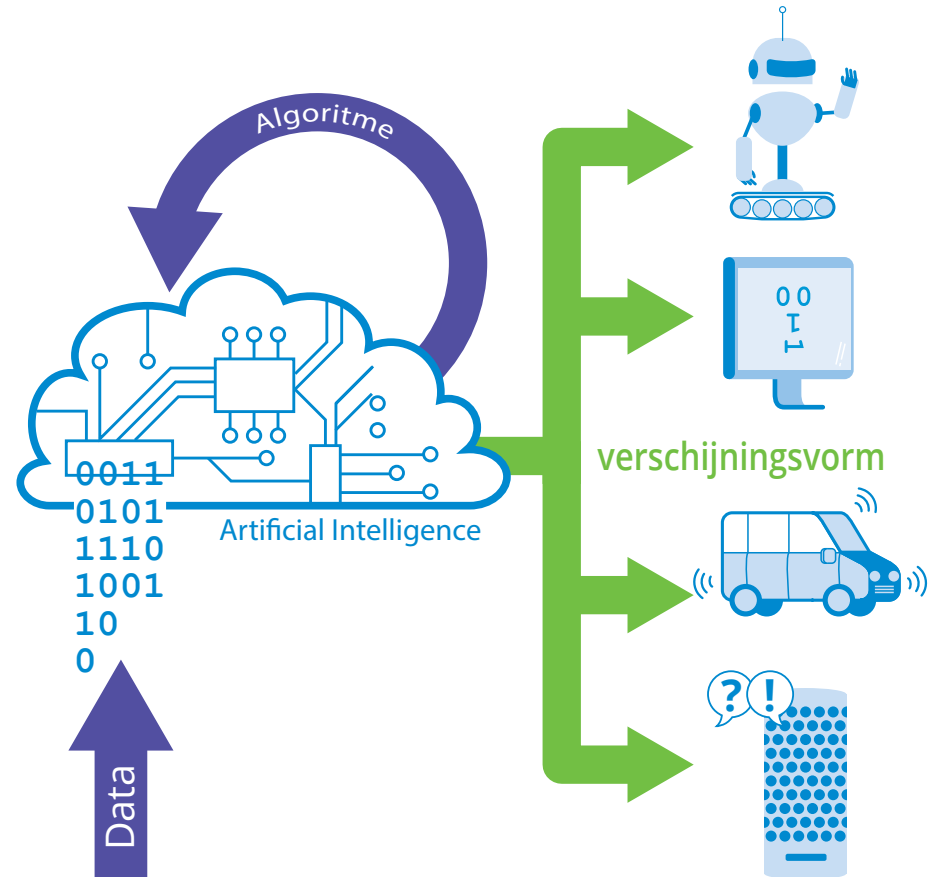 Algoritme
00
1
1
verschijningsvorm
0011
0101
1110
1001
10
0
Artificial Intelligence
? !
Data